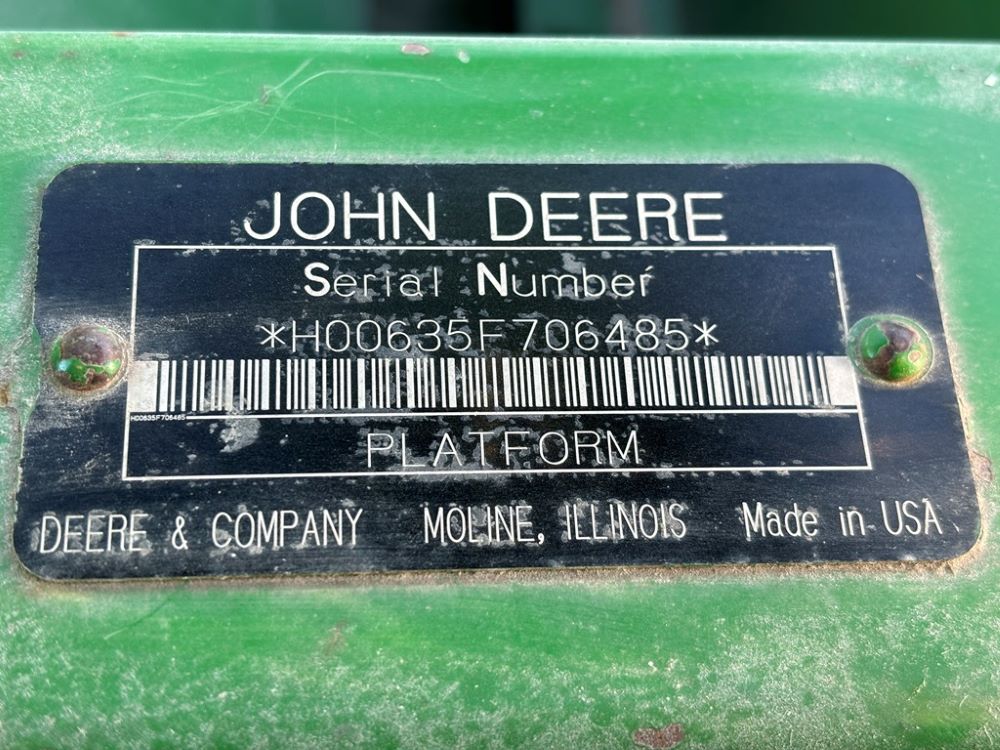 JOHN DEERE
Serial Number
*H00635F706485*
H00635F706485
PLATFORM
DEERE & COMPANY MOLINE, ILLINOIS Made in USA